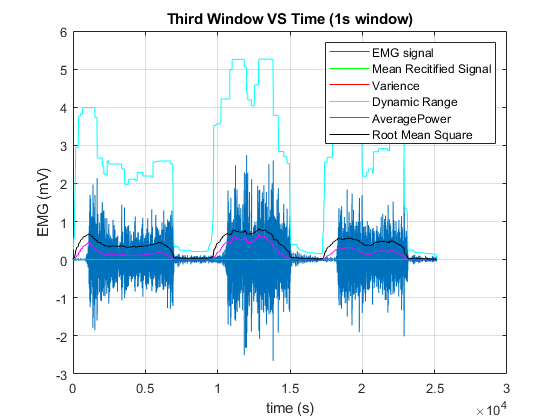 Third Window VS Time (1s window)
6
5
4
3
2
1
0
-1
-2
-3
EMG (mV)
EMG signal
Mean Recitified Signal
Varience
Dynamic Range
AveragePower
Root Mean Square
0 0.5 1 1.5 2 2.5 3
time (s)
×10^4